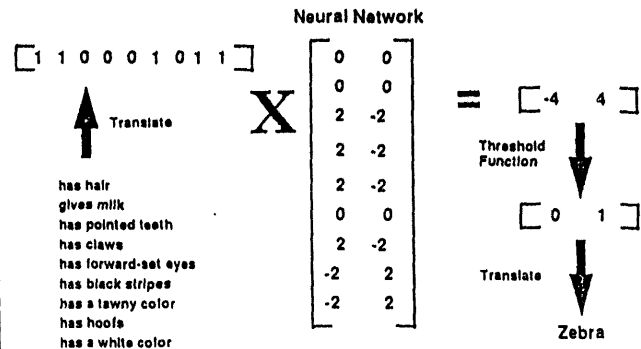 Neural Network
[1 1 0 0 0 1 0 1 1]
Translate
has hair
gives milk
has pointed teeth
has claws
has forward-set eyes
has black stripes
has a tawny color
has hoofs
has a white color
X
0 0
0 0
2 -2
2 -2
2 -2
0 0
2 -2
-2 2
-2 2
=
[-4 4]
Threshold
Function
[0 1]
Translate
Zebra